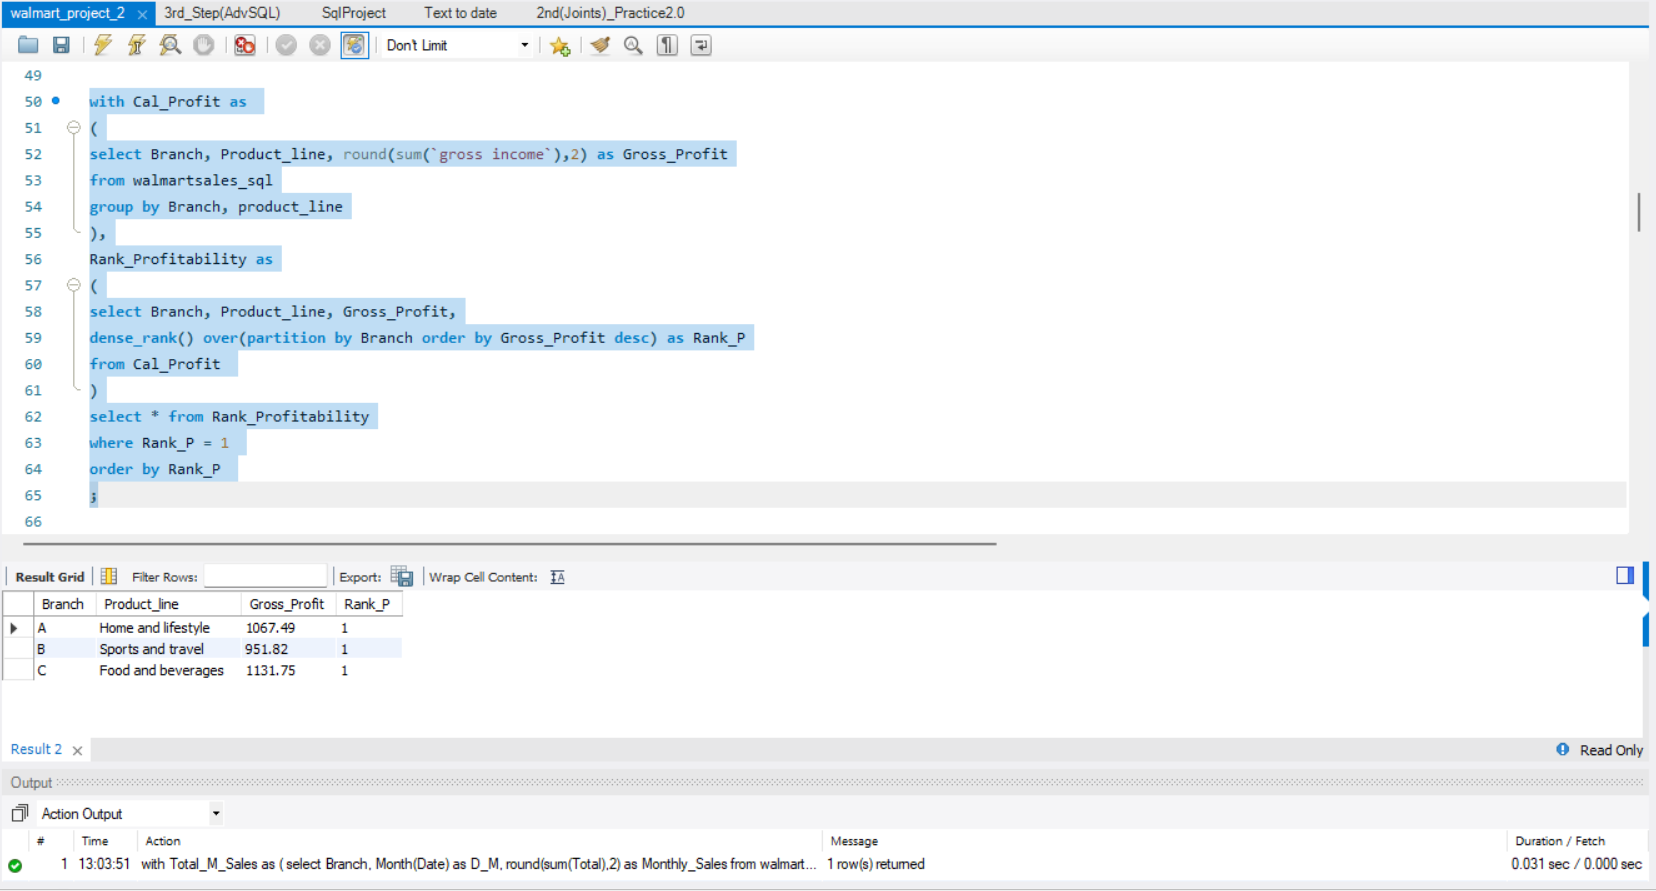 walmart_project_2 × 3rd_Step(AdvSQL) SqlProject Text to date 2nd(Joints)_Practice2.0
Don't Limit
49
50 with Cal_Profit as
51 (
52 select Branch, Product_line, round(sum(`gross income`),2) as Gross_Profit
53 from walmartsales_sql
54 group by Branch, product_line
55 ),
56 Rank_Profitability as
57 (
58 select Branch, Product_line, Gross_Profit,
59 dense_rank() over(partition by Branch order by Gross_Profit desc) as Rank_P
60 from Cal_Profit
61 )
62 select * from Rank_Profitability
63 where Rank_P = 1
64 order by Rank_P
65 ;
66
Result Grid Filter Rows: Export: Wrap Cell Content:
Branch Product_line Gross_Profit Rank_P
A Home and lifestyle 1067.49 1
B Sports and travel 951.82 1
C Food and beverages 1131.75 1
Result 2 × Read Only
Output
Action Output
# Time Action Message Duration / Fetch
1 13:03:51 with Total_M_Sales as ( select Branch, Month(Date) as D_M, round(sum(Total),2) as Monthly_Sales from walmart... 1 row(s) returned 0.031 sec / 0.000 sec